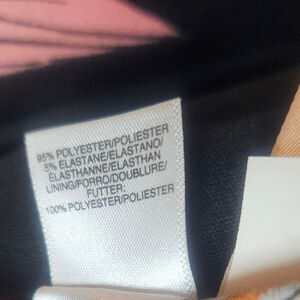 95% POLYESTER/POLIESTER
5% ELASTANE/ELASTANO/
ELASTHANNE/ELASTHAN
LINING/FORRO/DOUBLURE/
FUTTER:
100% POLYESTER/POLIESTER